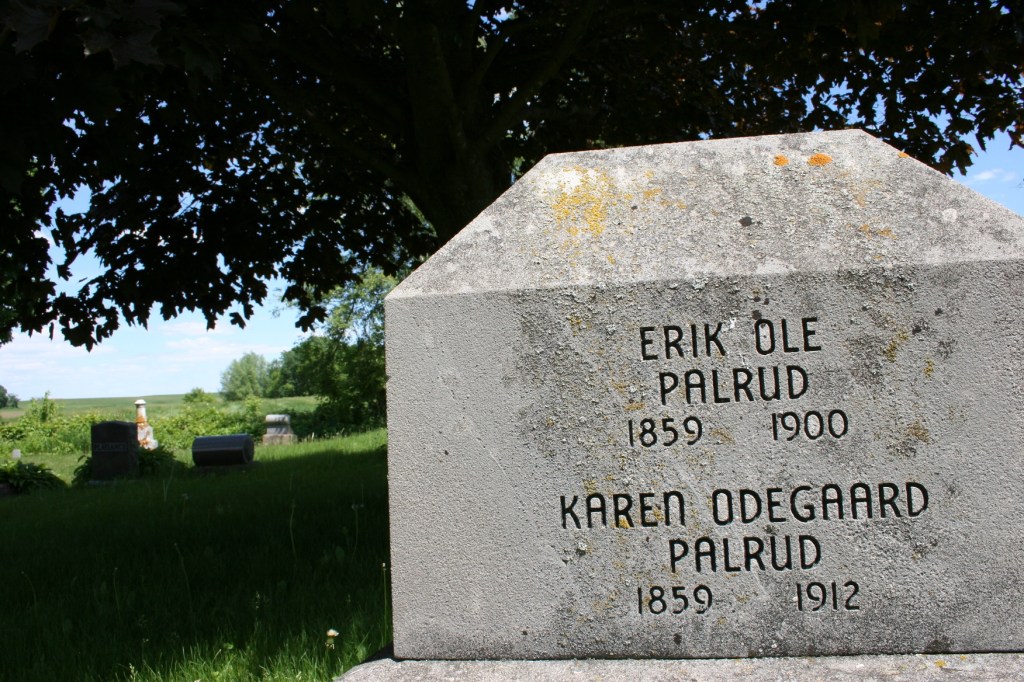 ERIK OLE
PALRUD
1859 1900
KAREN ODEGAARD
PALRUD
1859 1912